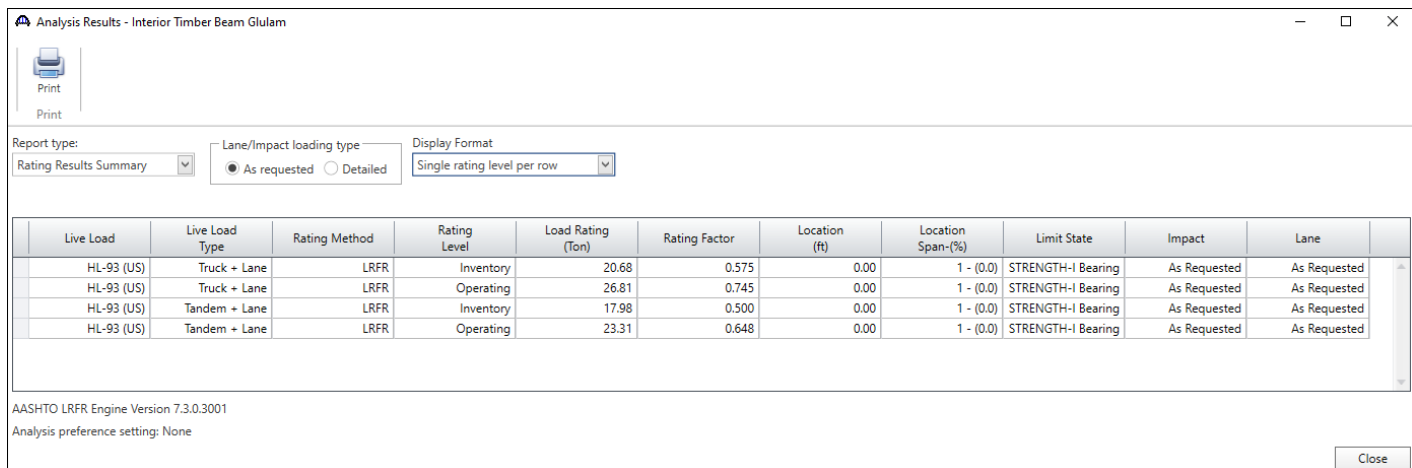 Analysis Results - Interior Timber Beam Glulam
Print
Print
Report type:
Lane/Impact loading type
Display Format
Rating Results Summary
As requested
Detailed
Single rating level per row
Live Load Live Load Type Rating Method Rating Level Load Rating (Ton) Rating Factor Location (ft) Location Span-(%) Limit State Impact Lane
HL-93 (US) Truck + Lane LRFR Inventory 20.68 0.575 0.00 1 - (0.0) STRENGTH-I Bearing As Requested As Requested
HL-93 (US) Truck + Lane LRFR Operating 26.81 0.745 0.00 1 - (0.0) STRENGTH-I Bearing As Requested As Requested
HL-93 (US) Tandem + Lane LRFR Inventory 17.98 0.500 0.00 1 - (0.0) STRENGTH-I Bearing As Requested As Requested
HL-93 (US) Tandem + Lane LRFR Operating 23.31 0.648 0.00 1 - (0.0) STRENGTH-I Bearing As Requested As Requested
AASHTO LRFR Engine Version 7.3.0.3001
Analysis preference setting: None
Close